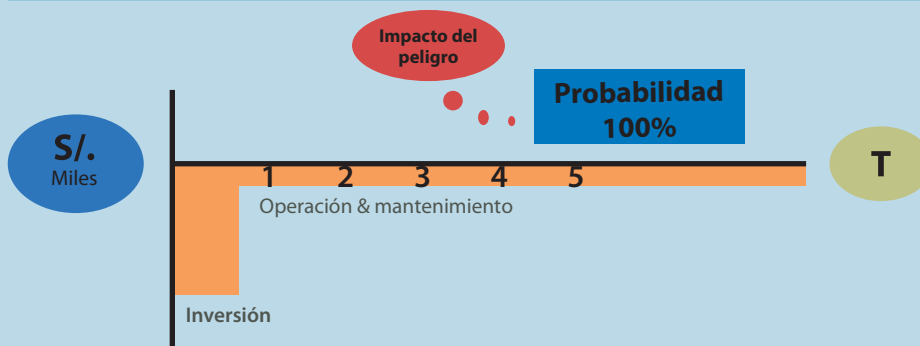 Impacto del
peligro
Probabilidad
100%
S/.
Miles
T
1 2 3 4 5
Operación & mantenimiento
Inversión